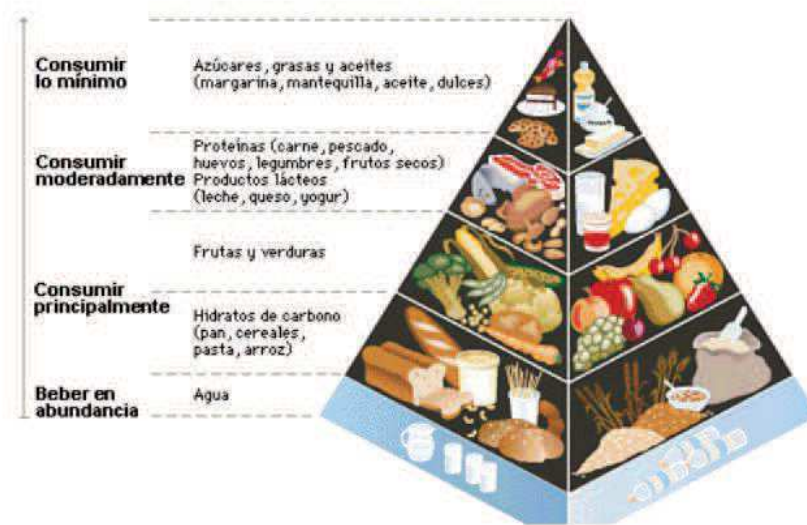 Consumir
lo mínimo
Azúcares, grasas y aceites
(margarina, mantequilla, aceite, dulces)
Consumir
moderadamente
Proteínas (carne, pescado,
huevos, legumbres, frutos secos)
Productos lácteos
(leche, queso, yogur)
Consumir
principalmente
Frutas y verduras
Hidratos de carbono
(pan, cereales,
pasta, arroz)
Beber en
abundancia
Agua